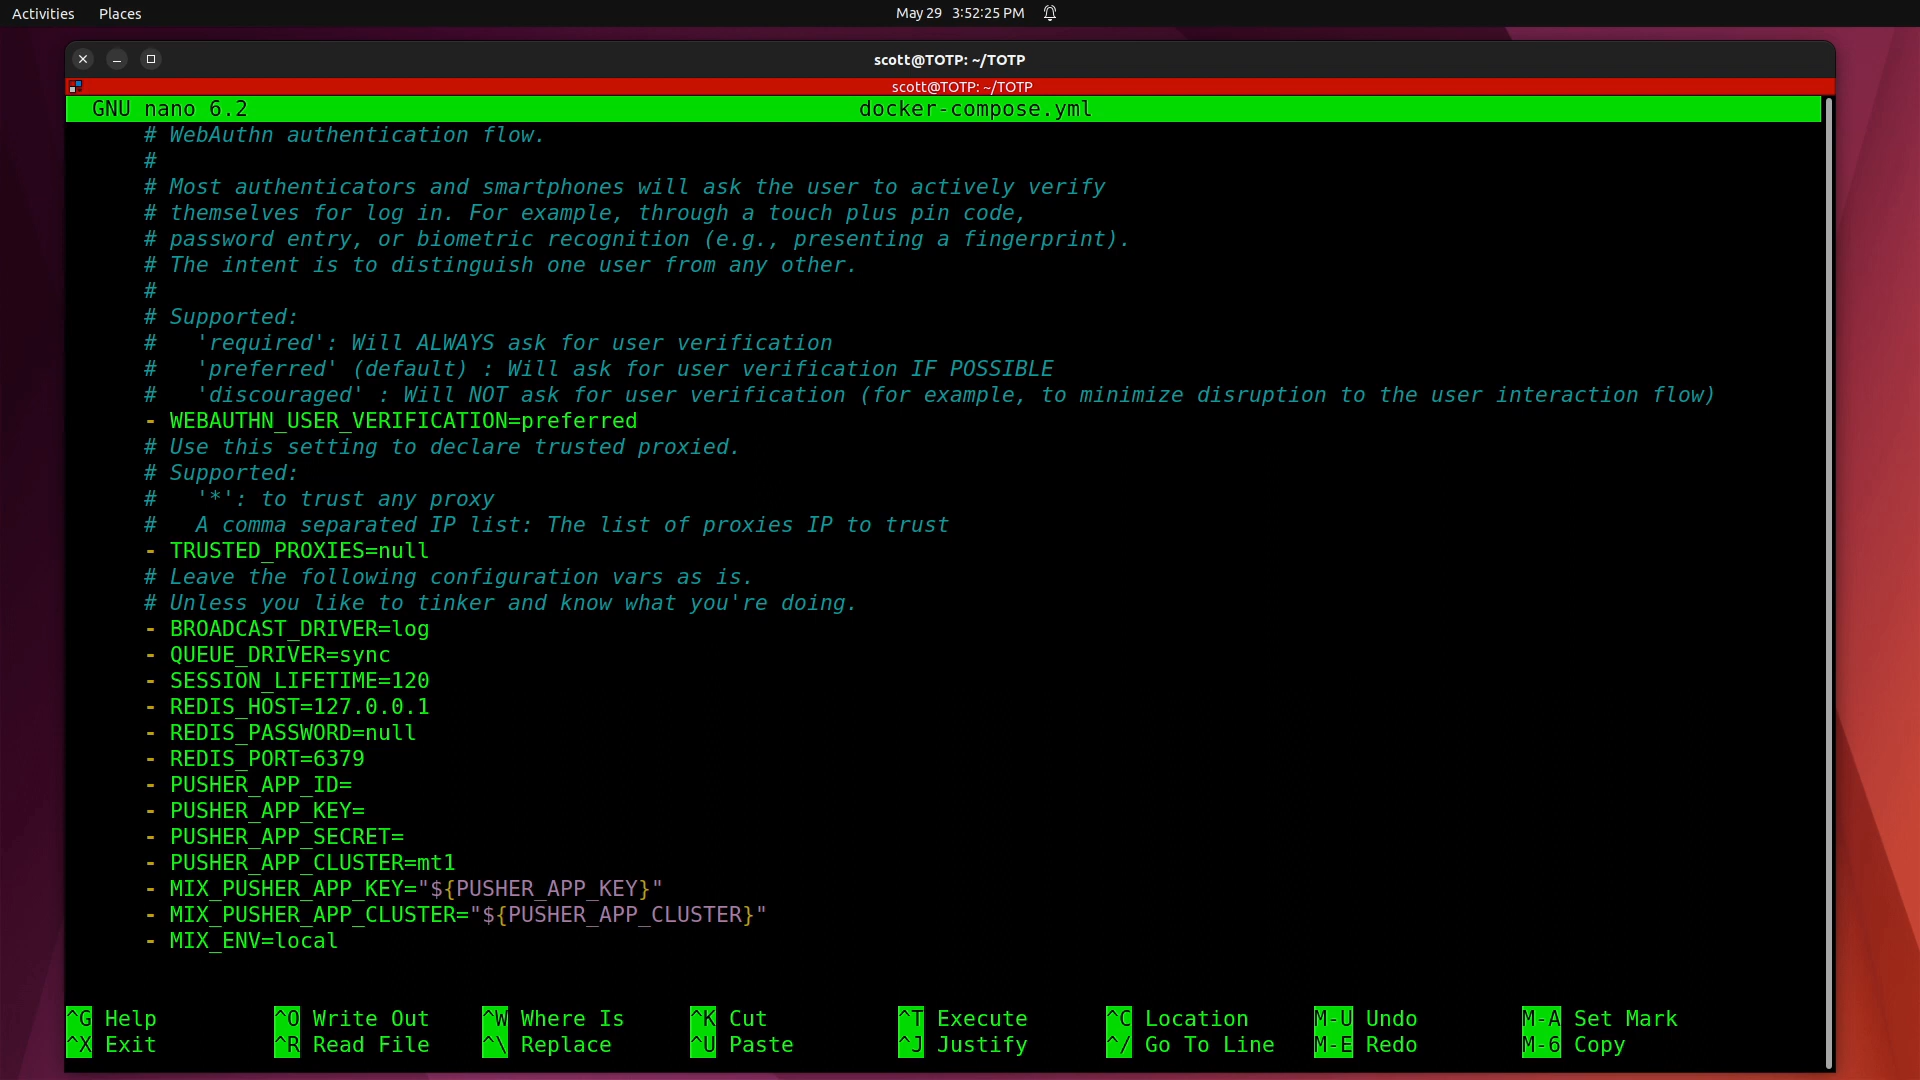 Activities Places May 29 3:52:25 PM
scott@TOTP: ~/TOTP
scott@TOTP: ~/TOTP
GNU nano 6.2 docker-compose.yml
# WebAuthn authentication flow.
#
# Most authenticators and smartphones will ask the user to actively verify
# themselves for log in. For example, through a touch plus pin code,
# password entry, or biometric recognition (e.g., presenting a fingerprint).
# The intent is to distinguish one user from any other.
#
# Supported:
#   'required': Will ALWAYS ask for user verification
#   'preferred' (default) : Will ask for user verification IF POSSIBLE
#   'discouraged' : Will NOT ask for user verification (for example, to minimize disruption to the user interaction flow)
- WEBAUTHN_USER_VERIFICATION=preferred
# Use this setting to declare trusted proxied.
# Supported:
#   '*': to trust any proxy
#   A comma separated IP list: The list of proxies IP to trust
- TRUSTED_PROXIES=null
# Leave the following configuration vars as is.
# Unless you like to tinker and know what you're doing.
- BROADCAST_DRIVER=log
- QUEUE_DRIVER=sync
- SESSION_LIFETIME=120
- REDIS_HOST=127.0.0.1
- REDIS_PASSWORD=null
- REDIS_PORT=6379
- PUSHER_APP_ID=
- PUSHER_APP_KEY=
- PUSHER_APP_SECRET=
- PUSHER_APP_CLUSTER=mt1
- MIX_PUSHER_APP_KEY="${PUSHER_APP_KEY}"
- MIX_PUSHER_APP_CLUSTER="${PUSHER_APP_CLUSTER}"
- MIX_ENV=local
^G Help ^O Write Out ^W Where Is ^K Cut ^T Execute ^C Location M-U Undo M-A Set Mark
^X Exit ^R Read File ^\ Replace ^U Paste ^J Justify ^/ Go To Line M-E Redo M-6 Copy